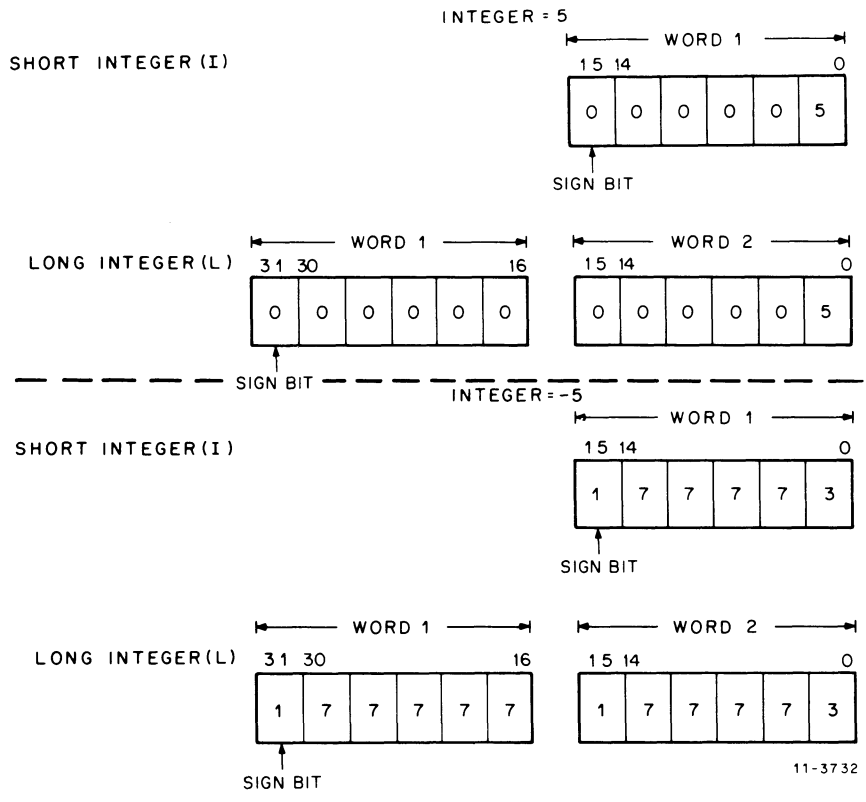 INTEGER = 5
WORD 1
SHORT INTEGER (I)
15 14 0
0 0 0 0 0 5
SIGN BIT
WORD 1 WORD 2
LONG INTEGER (L)
31 30 16 15 14 0
0 0 0 0 0 0 0 0 0 0 0 5
SIGN BIT
INTEGER = -5
WORD 1
SHORT INTEGER (I)
15 14 0
1 7 7 7 7 3
SIGN BIT
WORD 1 WORD 2
LONG INTEGER (L)
31 30 16 15 14 0
1 7 7 7 7 7 1 7 7 7 7 3
11-3732
SIGN BIT